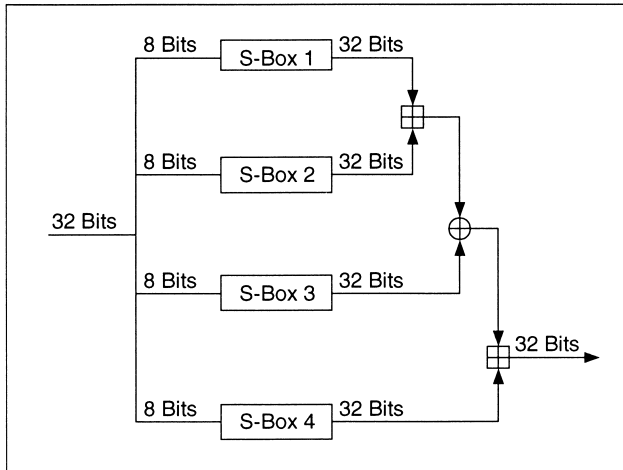 8 Bits S-Box 1 32 Bits
8 Bits S-Box 2 32 Bits
32 Bits
8 Bits S-Box 3 32 Bits
32 Bits
8 Bits S-Box 4 32 Bits